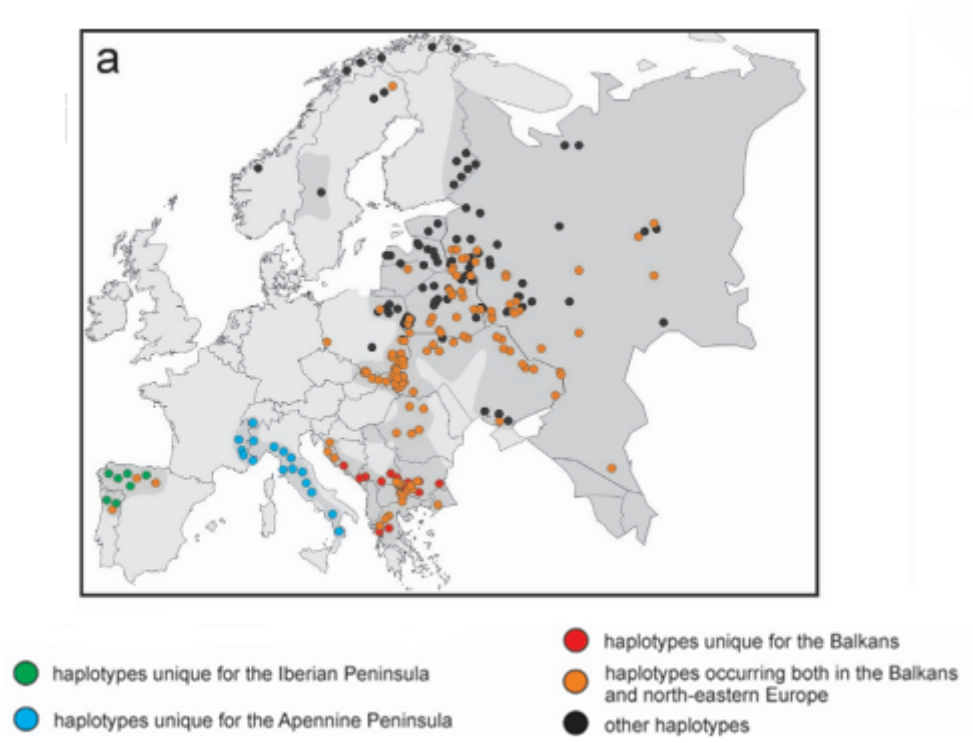 a
haplotypes unique for the Iberian Peninsula
haplotypes unique for the Apennine Peninsula
haplotypes unique for the Balkans
haplotypes occurring both in the Balkans
and north-eastern Europe
other haplotypes